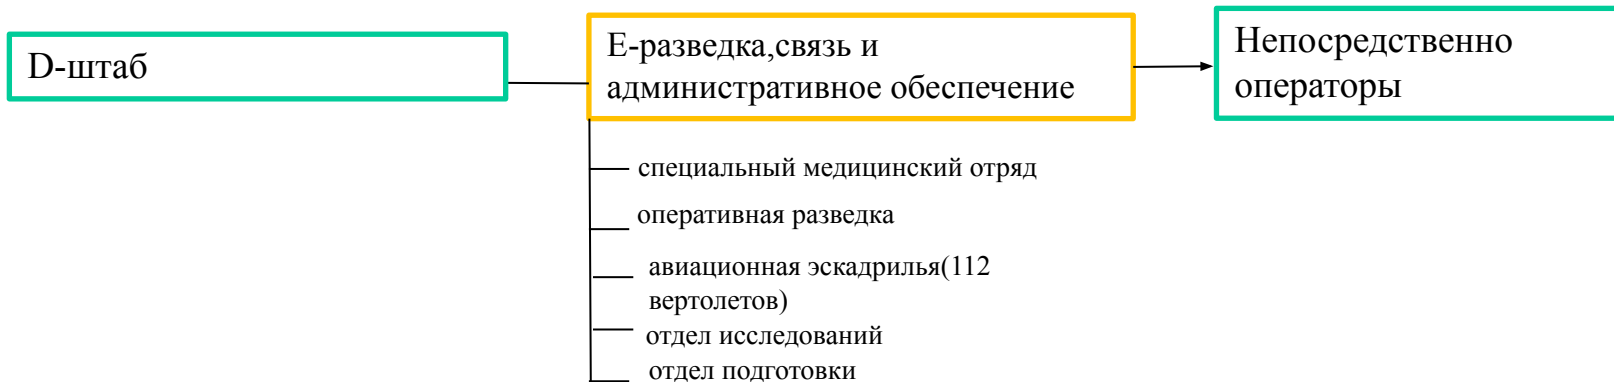 D-штаб
Е-разведка,связь и
административное обеспечение
Непосредственно
операторы
специальный медицинский отряд
оперативная разведка
авиационная эскадрилья(112
вертолетов)
отдел исследований
отдел подготовки